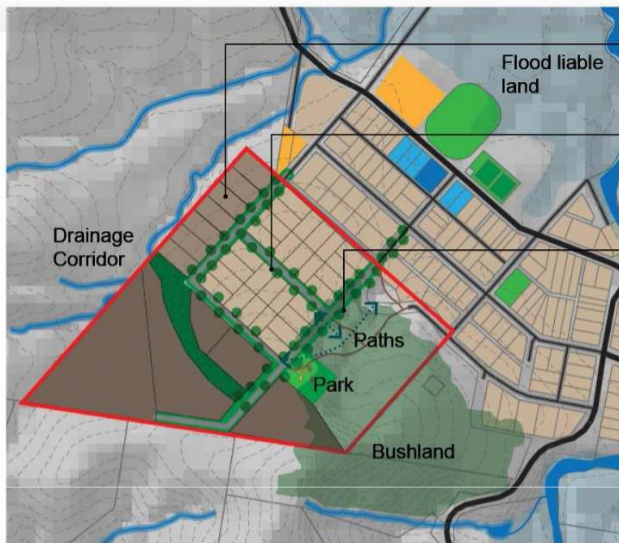 Flood liable
land
Drainage
Corridor
Paths
Park
Bushland